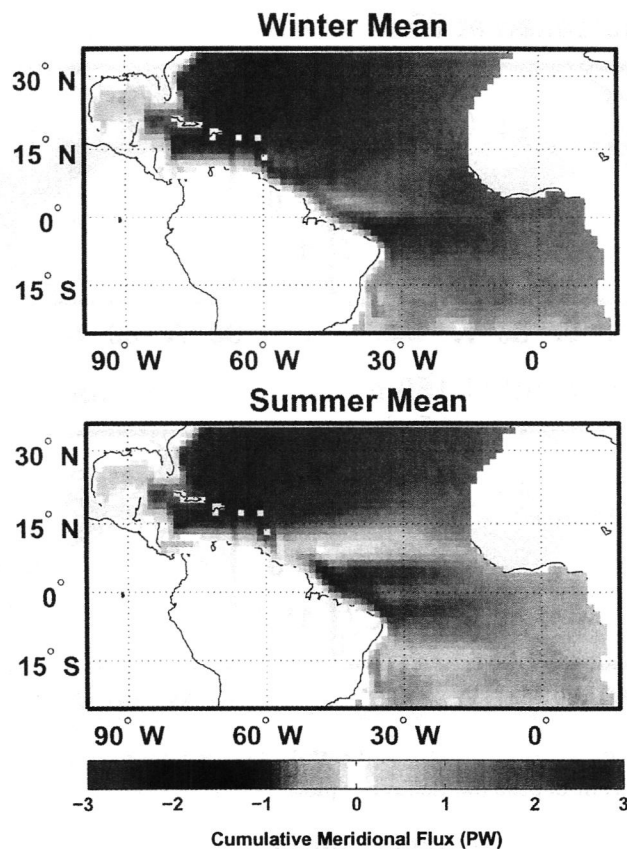 Winter Mean
30° N
15° N
0°
15° S
90° W 60° W 30° W 0°
Summer Mean
30° N
15° N
0°
15° S
90° W 60° W 30° W 0°
−3 −2 −1 0 1 2 3
Cumulative Meridional Flux (PW)